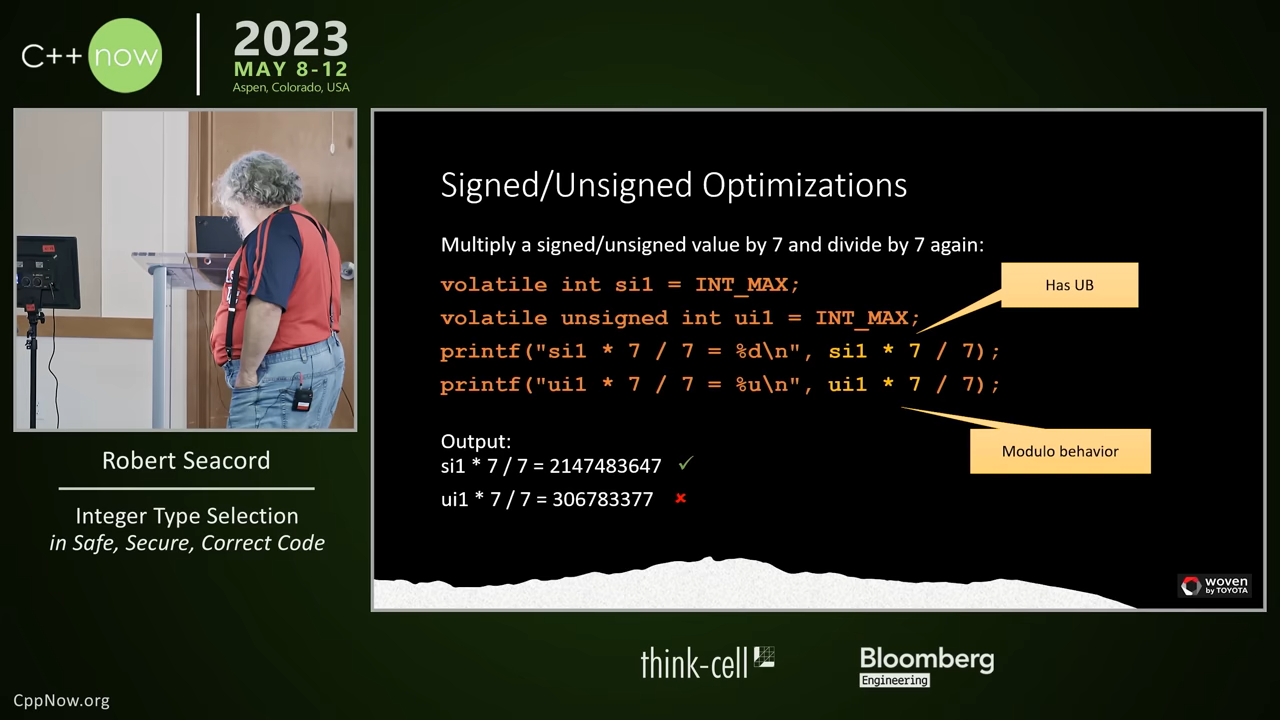 C++ now
2023
MAY 8-12
Aspen, Colorado, USA
Robert Seacord
Integer Type Selection
in Safe, Secure, Correct Code
Signed/Unsigned Optimizations
Multiply a signed/unsigned value by 7 and divide by 7 again:
volatile int si1 = INT_MAX;
volatile unsigned int ui1 = INT_MAX;
printf("si1 * 7 / 7 = %d\n", si1 * 7 / 7);
printf("ui1 * 7 / 7 = %u\n", ui1 * 7 / 7);
Has UB
Modulo behavior
Output:
si1 * 7 / 7 = 2147483647 ✓
ui1 * 7 / 7 = 306783377 ✘
woven
by TOYOTA
think-cell
Bloomberg
Engineering
CppNow.org